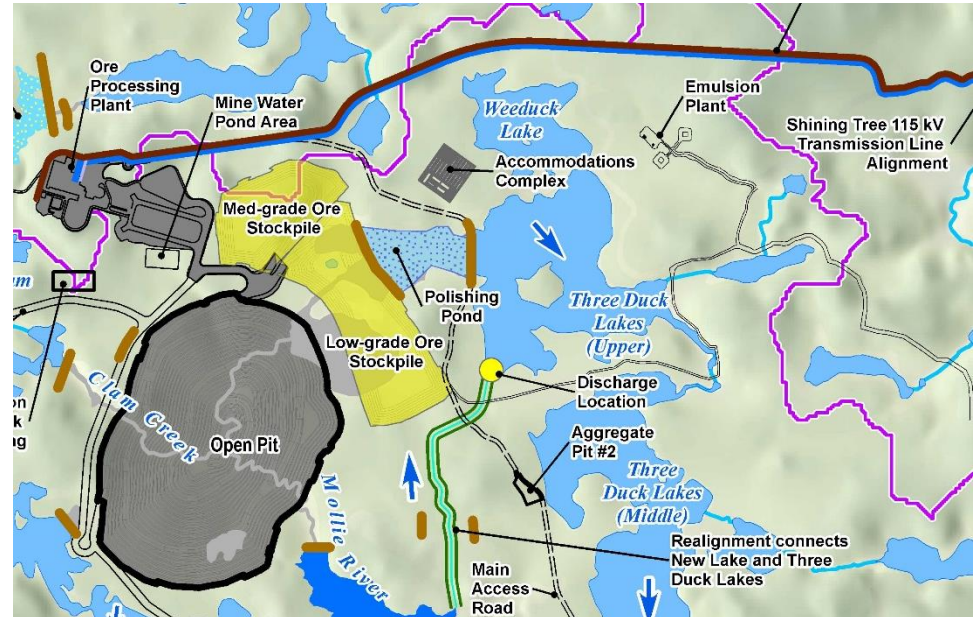 Ore
Processing
Plant
Mine Water
Pond Area
Weeduck
Lake
Emulsion
Plant
Shining Tree 115 kV
Transmission Line
Alignment
Accommodations
Complex
Med-grade Ore
Stockpile
Polishing
Pond
Three Duck
Lakes
(Upper)
Low-grade Ore
Stockpile
Discharge
Location
Clam Creek
Open Pit
Aggregate
Pit #2
Three
Duck Lakes
(Middle)
Mollie River
Realignment connects
New Lake and Three
Duck Lakes
Main
Access
Road